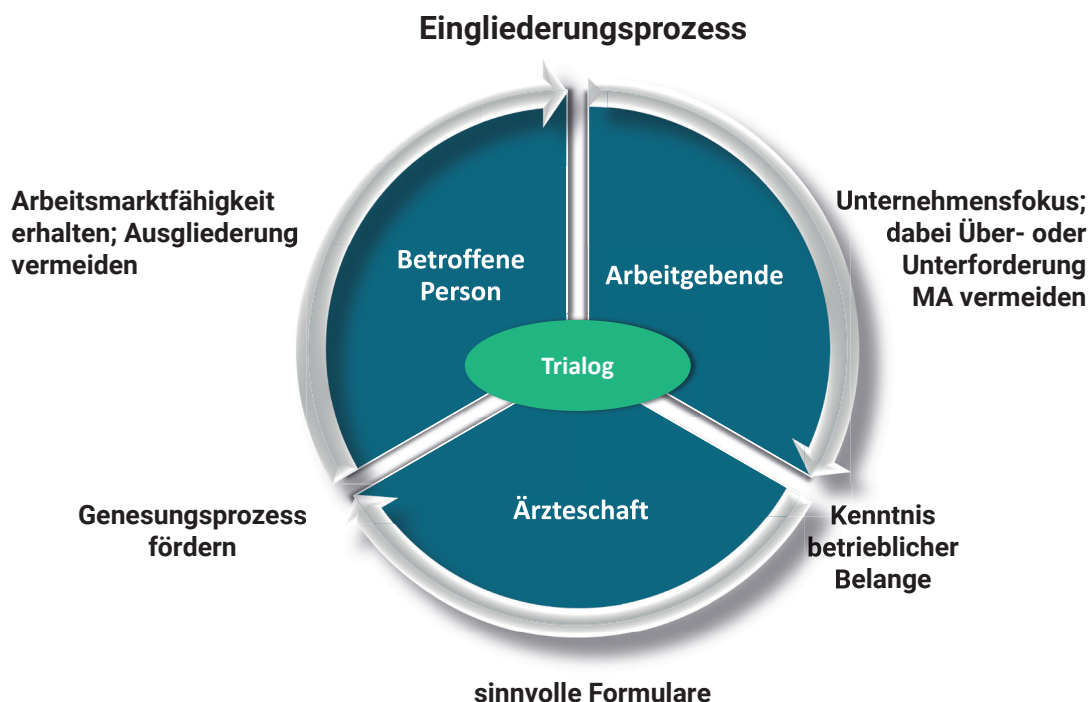 Eingliederungsprozess
Arbeitsmarktfähigkeit
erhalten; Ausgliederung
vermeiden
Unternehmensfokus;
dabei Über- oder
Unterforderung
MA vermeiden
Betroffene
Person
Arbeitgebende
Trialog
Ärzteschaft
Genesungsprozess
fördern
Kenntnis
betrieblicher
Belange
sinnvolle Formulare